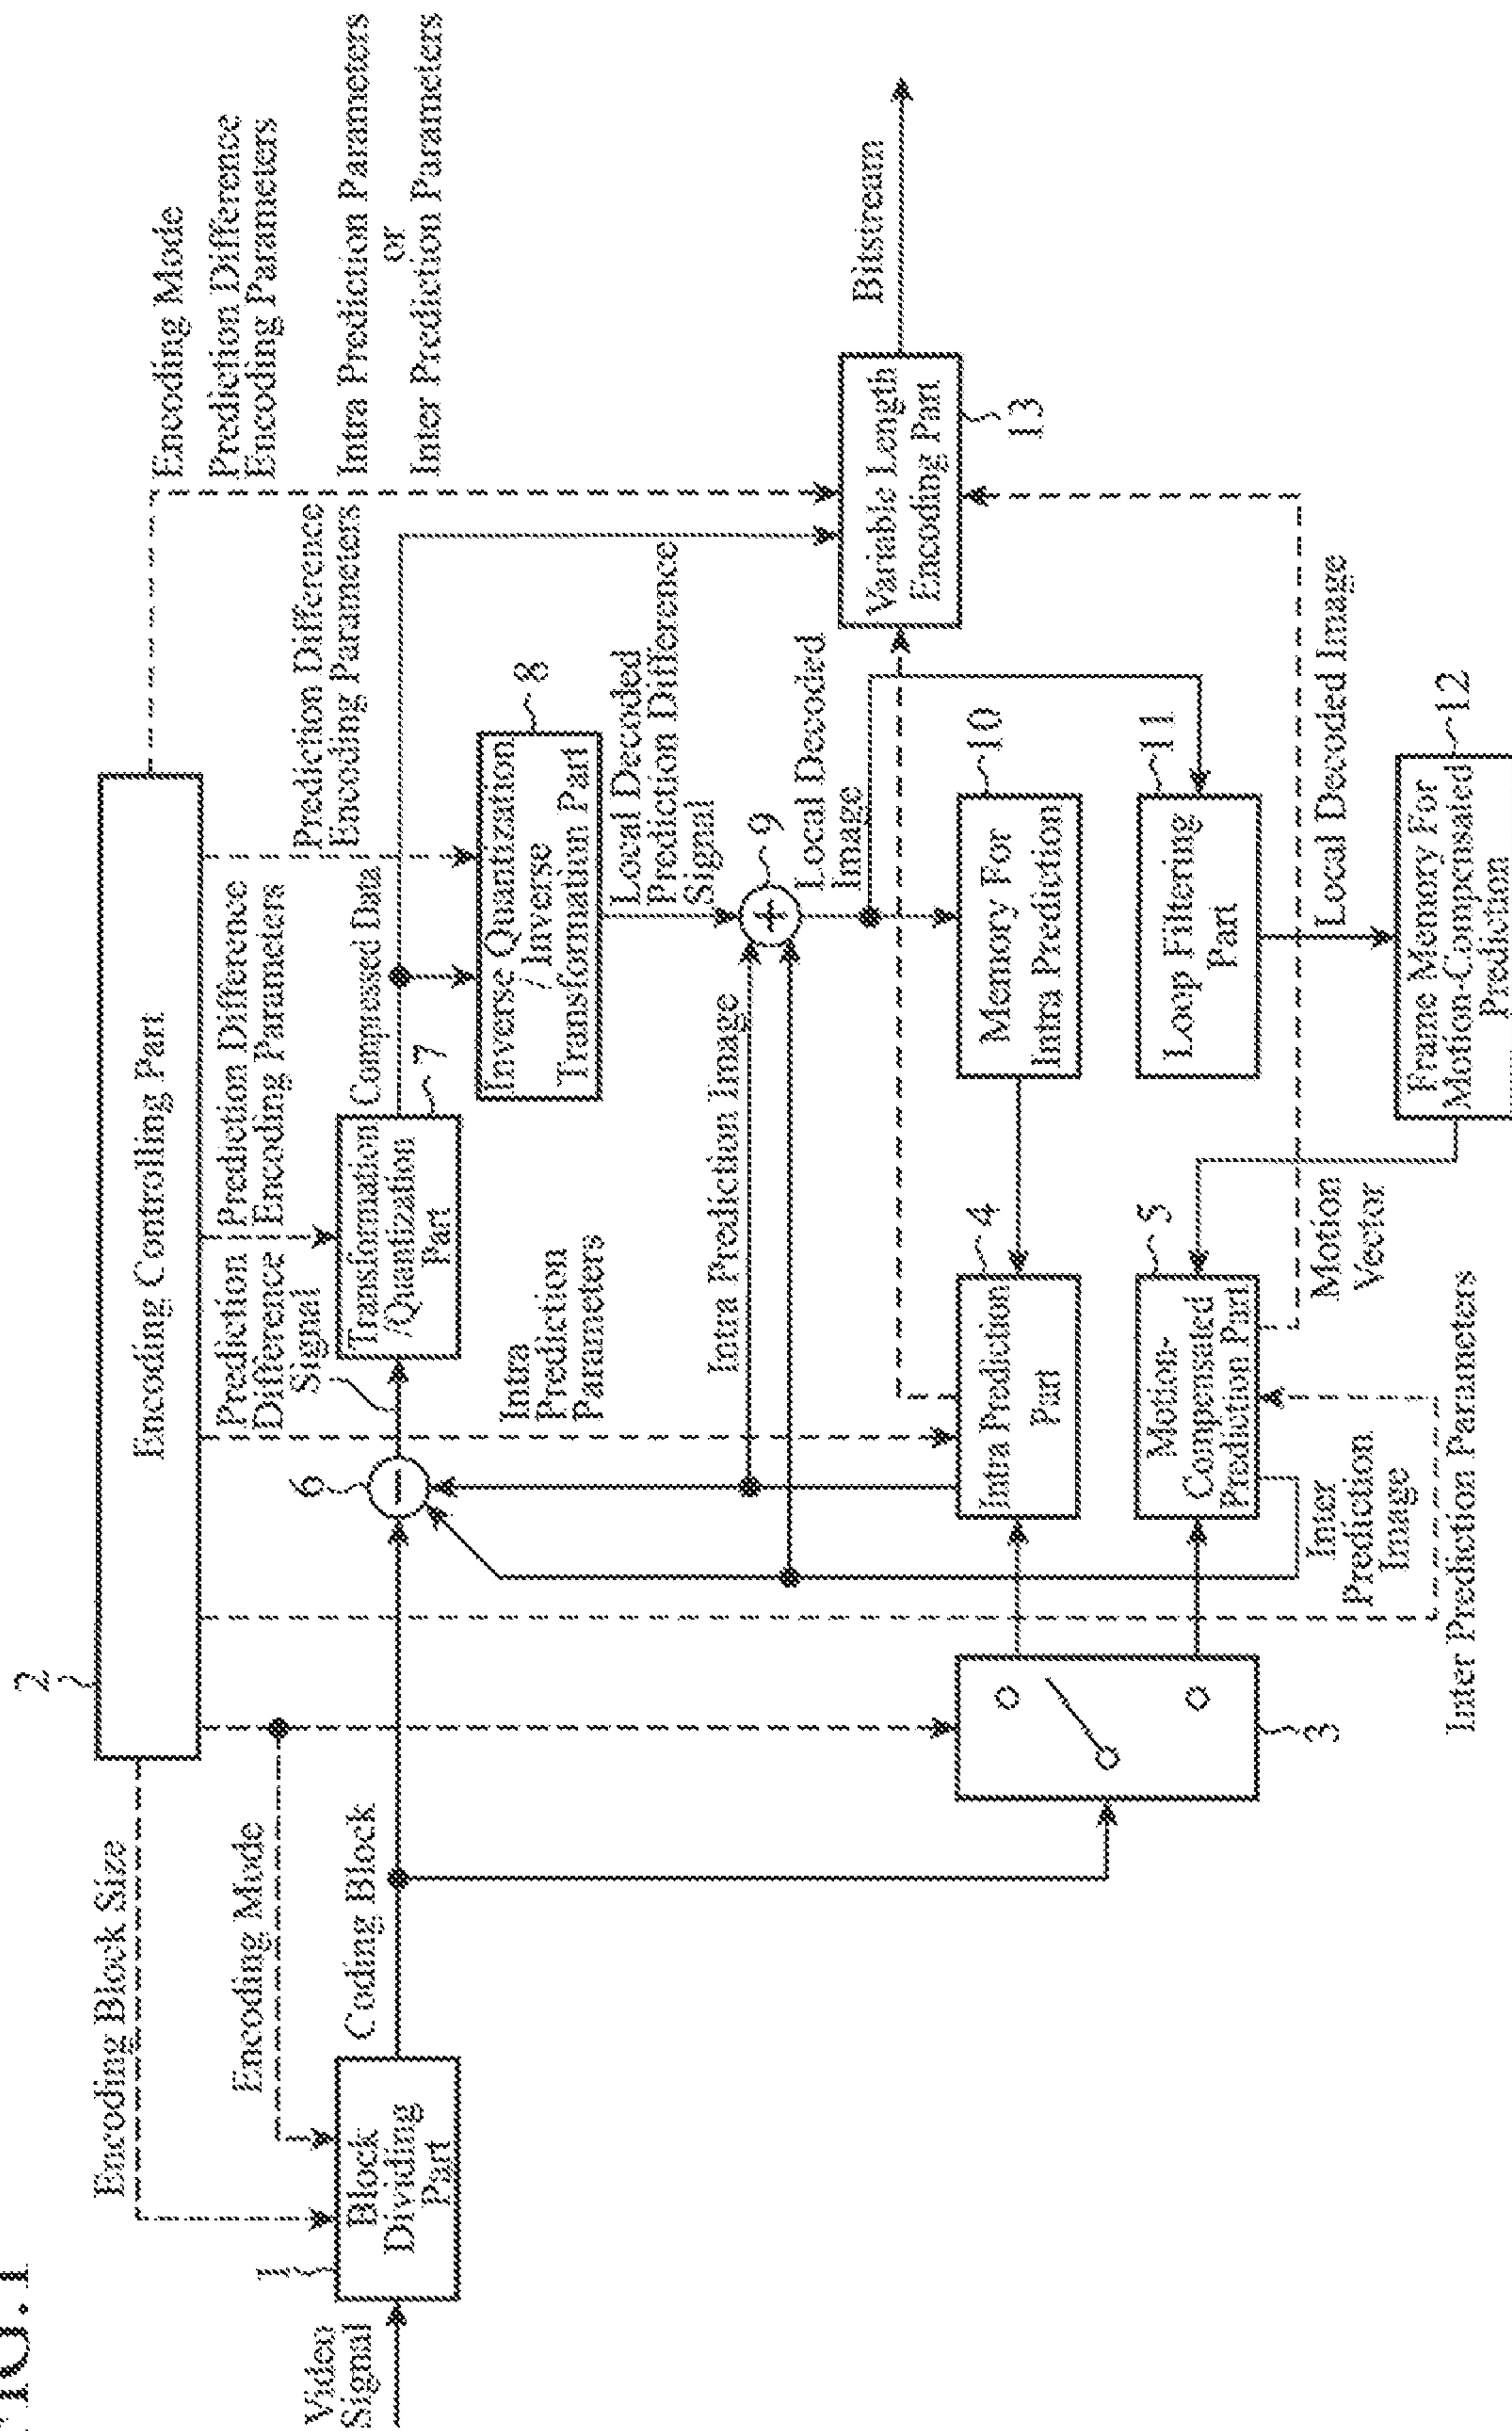 FIG. 1
2
Encoding Controlling Part
Encoding Block Size
Encoding Mode
Encoding Mode
Prediction Difference
Encoding Parameters
Intra Prediction Parameters
or
Inter Prediction Parameters
Video
Signal
1
Block
Dividing
Part
Coding Block
6
Prediction
Difference
Signal
Prediction Difference
Encoding Parameters
Transformation
/Quantization
Part
7
Compressed Data
Prediction Difference
Encoding Parameters
Inverse Quantization
/ Inverse
Transformation Part
8
Local Decoded
Prediction Difference
Signal
Intra
Prediction
Parameters
Intra Prediction Image
9
Local Decoded
Image
Variable Length
Encoding Part
13
Bitstream
3
Intra Prediction
Part
4
Memory For
Intra Prediction
10
Motion-
Compensated
Prediction Part
5
Loop Filtering
Part
11
Inter
Prediction
Image
Motion
Vector
Local Decoded Image
Frame Memory For
Motion-Compensated
Prediction
12
Inter Prediction Parameters